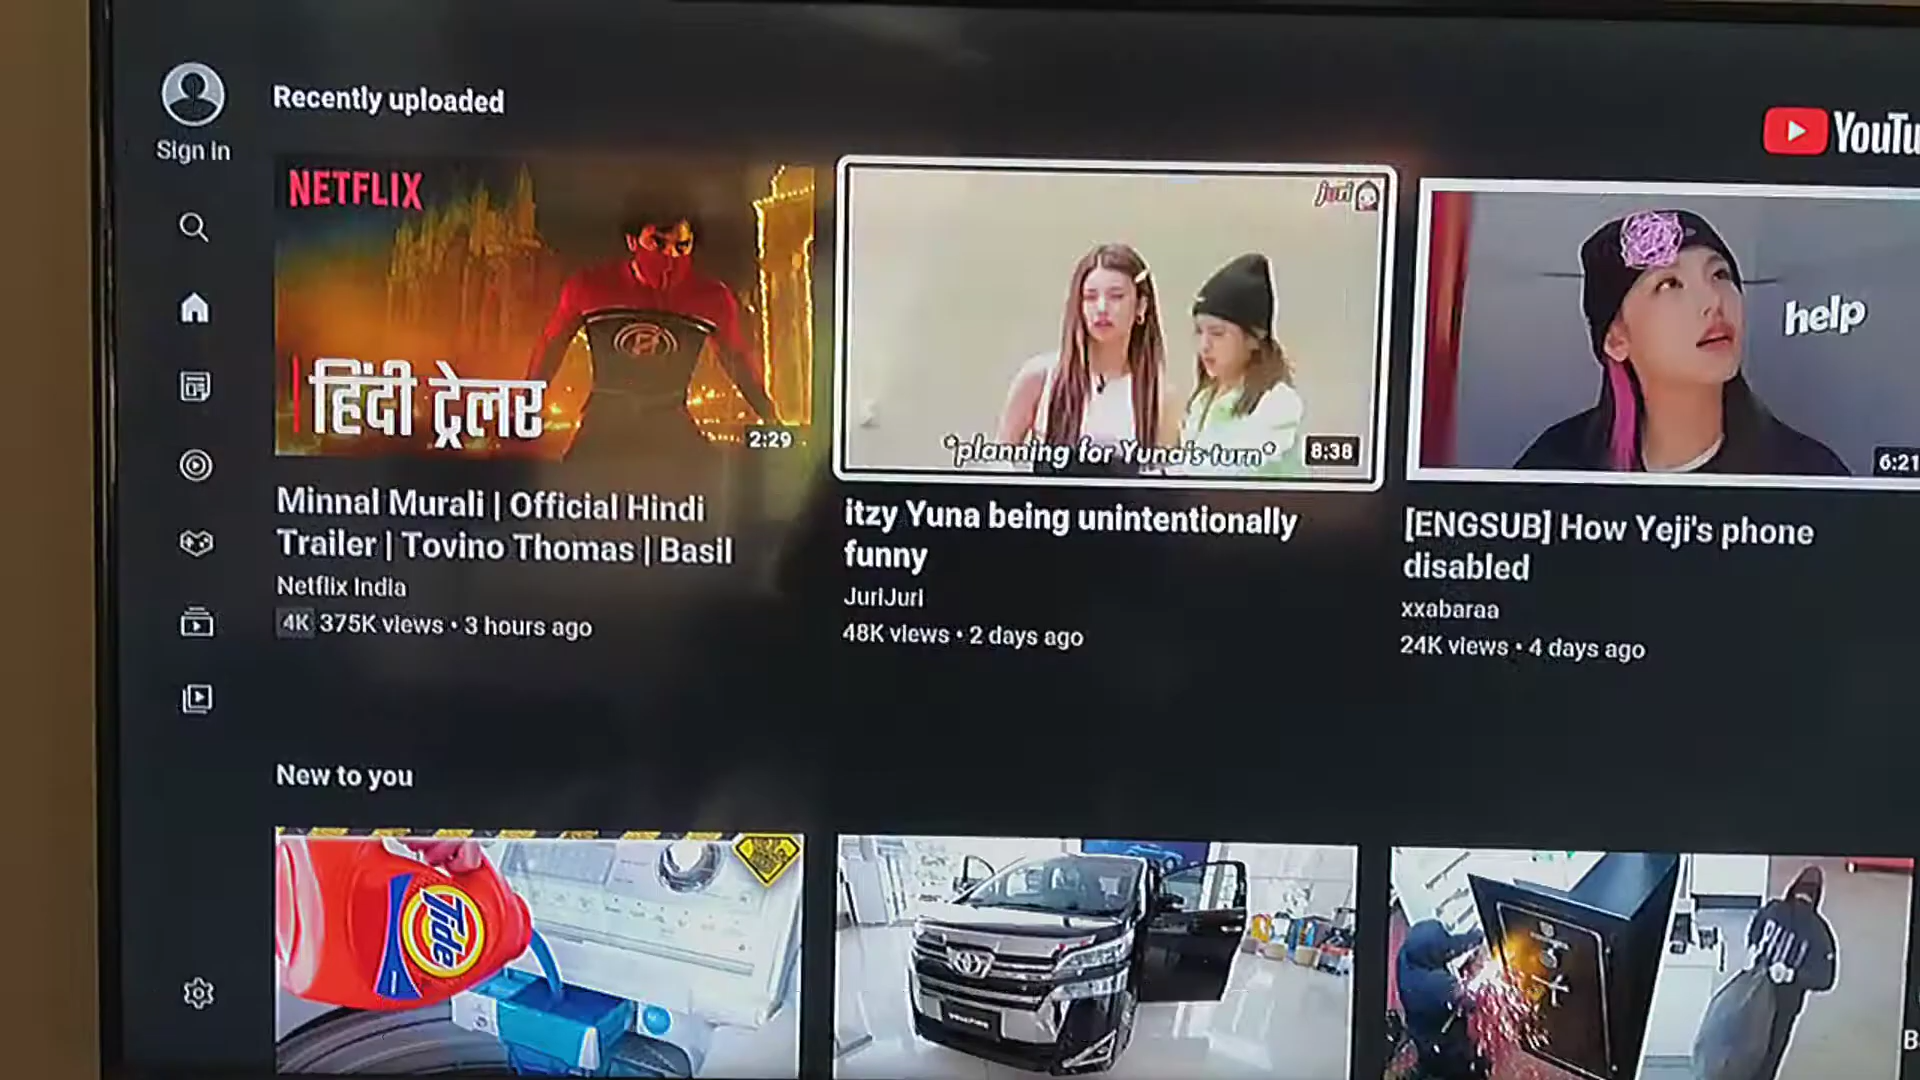 Sign in
Recently uploaded
YouTu
NETFLIX
हिंदी ट्रेलर
2:29
juri
*planning for Yuna's turn*
8:38
help
6:21
Minnal Murali | Official Hindi
Trailer | Tovino Thomas | Basil
Netflix India
4K 375K views • 3 hours ago
itzy Yuna being unintentionally
funny
JuriJuri
48K views • 2 days ago
[ENGSUB] How Yeji's phone
disabled
xxabaraa
24K views • 4 days ago
New to you
Tide
B